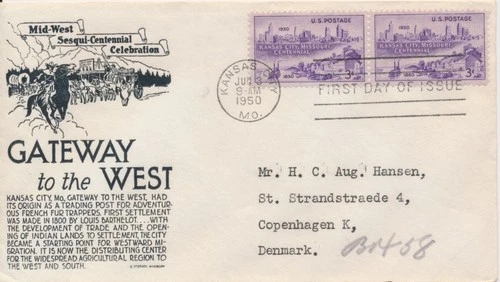 Mid-West
Sesqui-Centennial
Celebration
GATEWAY
to the WEST
KANSAS CITY, Mo, GATEWAY TO THE WEST, HAD
ITS ORIGIN AS A TRADING POST FOR ADVENTUR-
OUS FRENCH FUR TRAPPERS. FIRST SETTLEMENT
WAS MADE IN 1800 BY LOUIS BARTHELOT.....WITH
THE DEVELOPMENT OF TRADE AND THE OPEN-
ING OF INDIAN LANDS TO SETTLEMENT, THE CITY
BECAME A STARTING POINT FOR WESTWARD MI-
GRATION. IT IS NOW THE DISTRIBUTING CENTER
FOR THE WIDESPREAD AGRICULTURAL REGION TO
THE WEST AND SOUTH.
KANSAS CITY
JUN 3
9-AM
1950
MO.
1950 U.S. POSTAGE
KANSAS CITY, MISSOURI
CENTENNIAL
1850 3¢
1950 U.S. POSTAGE
KANSAS CITY, MISSOURI
CENTENNIAL
1850 3¢
FIRST DAY OF ISSUE
Mr. H. C. Aug. Hansen,
St. Strandstraede 4,
Copenhagen K,
Denmark.